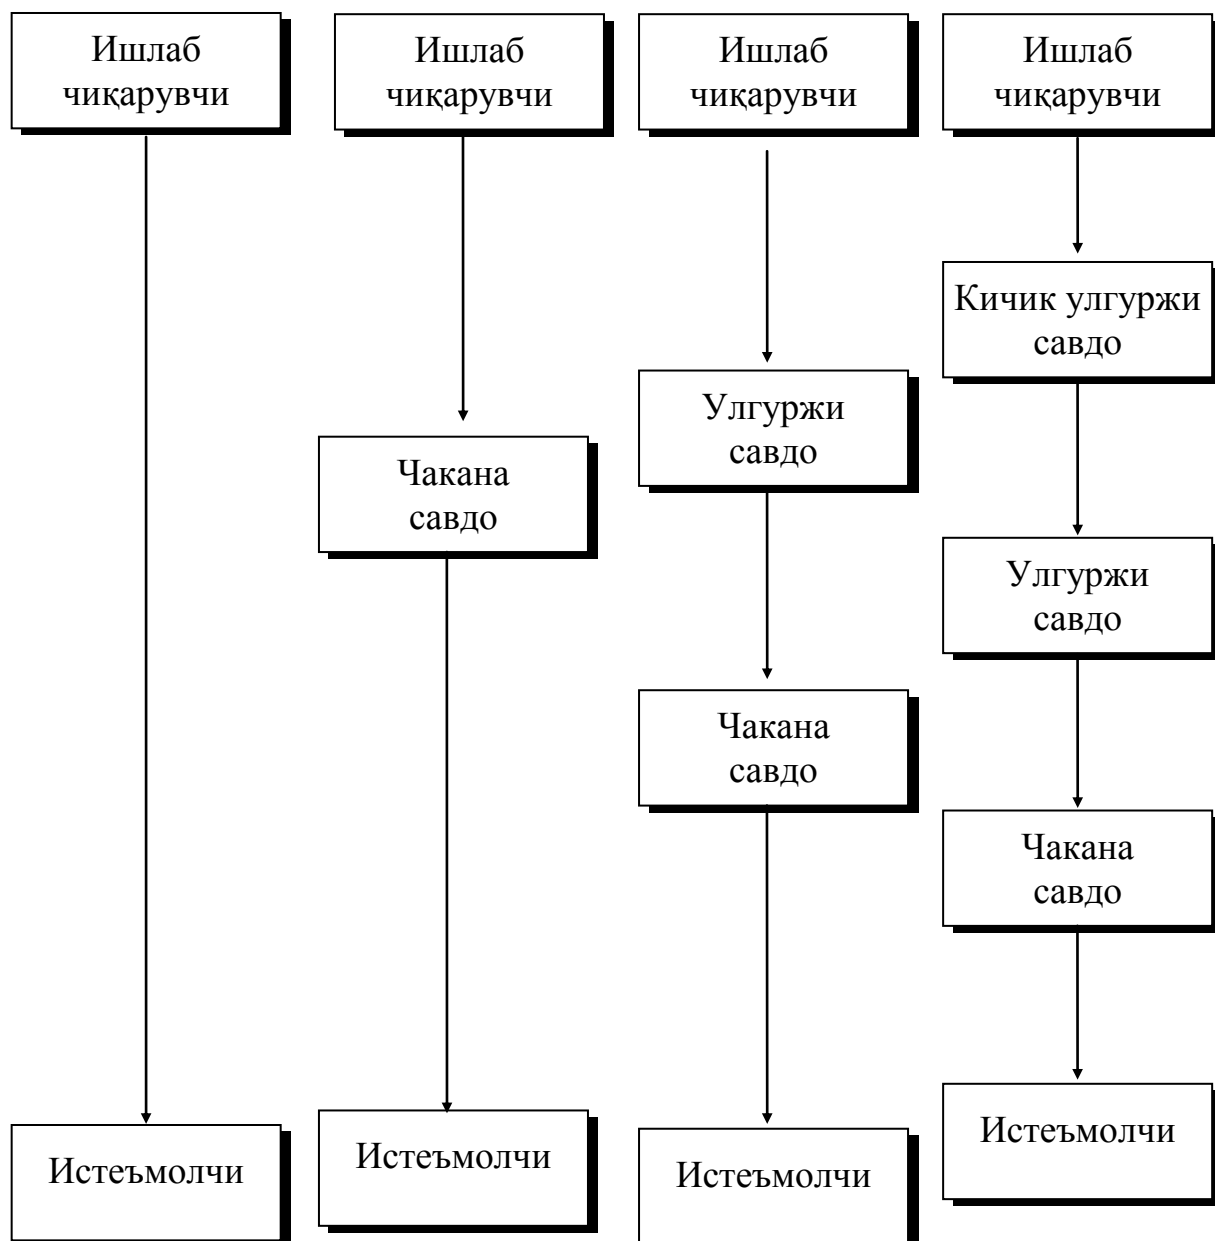 Ишлаб
чиқарувчи
Ишлаб
чиқарувчи
Ишлаб
чиқарувчи
Ишлаб
чиқарувчи
Кичик улгуржи
савдо
Улгуржи
савдо
Чакана
савдо
Улгуржи
савдо
Чакана
савдо
Чакана
савдо
Истеъмолчи
Истеъмолчи
Истеъмолчи
Истеъмолчи